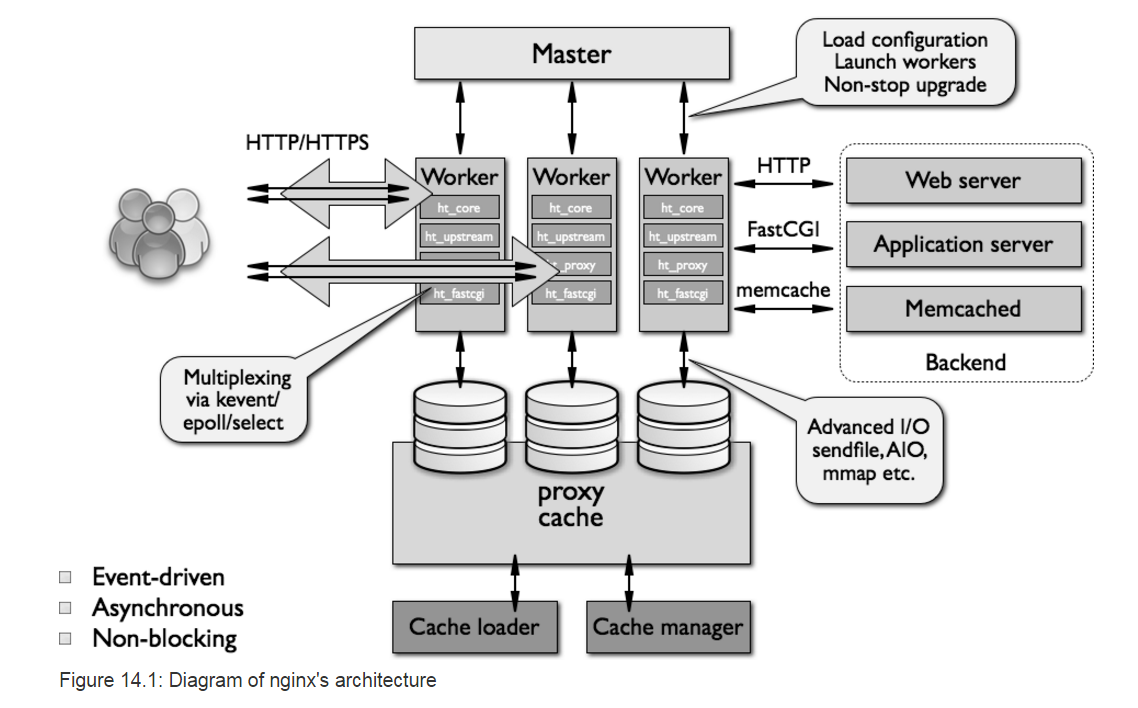 Master
Load configuration
Launch workers
Non-stop upgrade
HTTP/HTTPS
Worker
ht_core
ht_upstream
ht_fastcgi
Worker
ht_core
ht_upstream
ht_proxy
ht_fastcgi
Worker
ht_core
ht_upstream
ht_proxy
ht_fastcgi
HTTP
FastCGI
memcache
Web server
Application server
Memcached
Backend
Multiplexing
via kevent/
epoll/select
Advanced I/O
sendfile, AIO,
mmap etc.
proxy
cache
Cache loader
Cache manager
Event-driven
Asynchronous
Non-blocking
Figure 14.1: Diagram of nginx's architecture